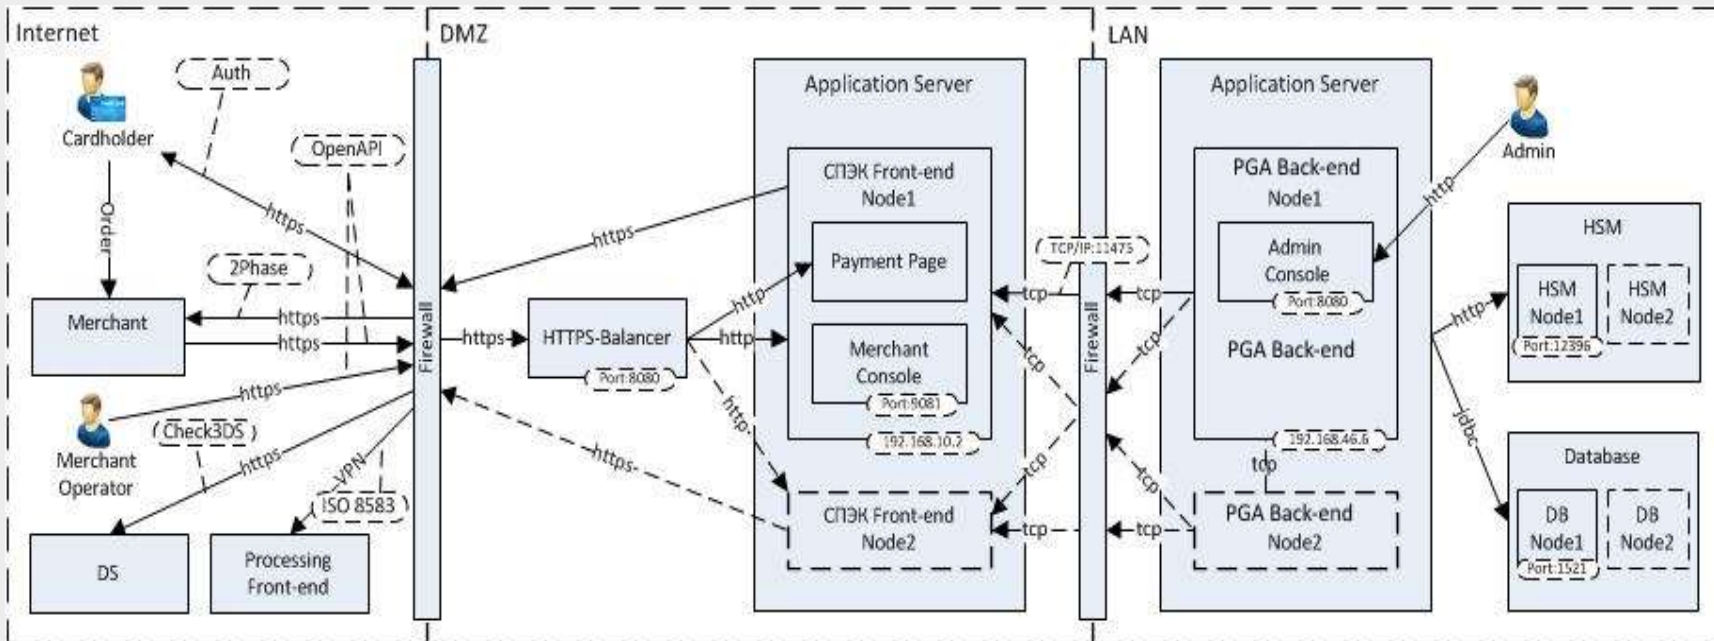 Internet
DMZ
LAN
Auth
Cardholder
OpenAPI
Order
https
2Phase
Merchant
https
https
https
Merchant
Operator
Check3DS
https
VPN
ISO 8583
DS
Processing
Front-end
Firewall
https
HTTPS-Balancer
Port:8080
https
http
http
http
https
Application Server
СПЭК Front-end
Node1
Payment Page
Merchant
Console
Port:9081
192.168.10.2
СПЭК Front-end
Node2
TCP/IP:11475
tcp
tcp
tcp
tcp
Firewall
tcp
tcp
tcp
tcp
Application Server
PGA Back-end
Node1
Admin
Console
Port:8080
PGA Back-end
192.168.46.6
tcp
PGA Back-end
Node2
Admin
http
http
jdbc
HSM
HSM
Node1
Port:12396
HSM
Node2
Database
DB
Node1
Port:1521
DB
Node2